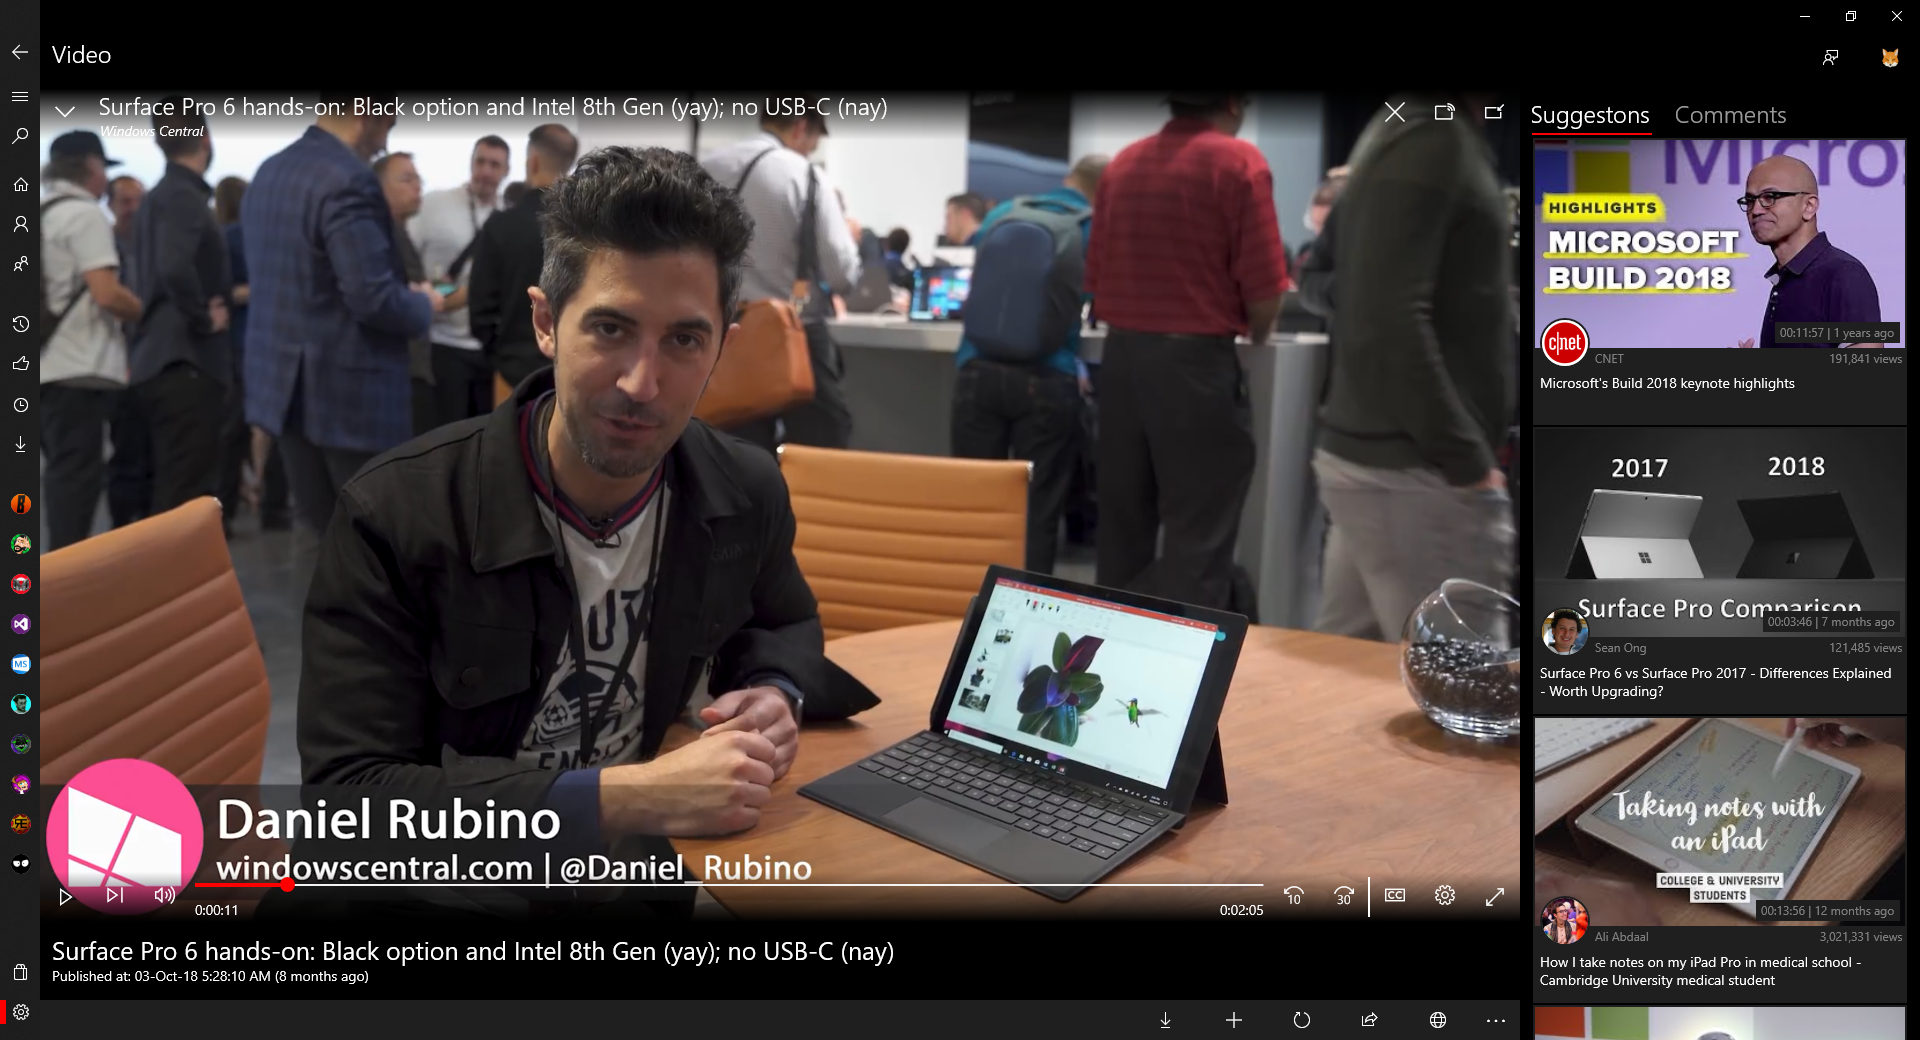 Video
Surface Pro 6 hands-on: Black option and Intel 8th Gen (yay); no USB-C (nay)
Windows Central
Daniel Rubino
windowscentral.com | @Daniel_Rubino
0:00:11
0:02:05
10
30
CC
Surface Pro 6 hands-on: Black option and Intel 8th Gen (yay); no USB-C (nay)
Published at: 03-Oct-18 5:28:10 AM (8 months ago)
MS
Suggestons
Comments
Micros
HIGHLIGHTS
MICROSOFT
BUILD 2018
00:11:57 | 1 years ago
c|net
CNET
191,841 views
Microsoft's Build 2018 keynote highlights
2017
2018
Surface Pro Comparison
00:03:46 | 7 months ago
Sean Ong
121,485 views
Surface Pro 6 vs Surface Pro 2017 - Differences Explained
- Worth Upgrading?
Taking notes with
an iPad
COLLEGE & UNIVERSITY
STUDENTS
00:13:56 | 12 months ago
Ali Abdaal
3,021,331 views
How I take notes on my iPad Pro in medical school -
Cambridge University medical student